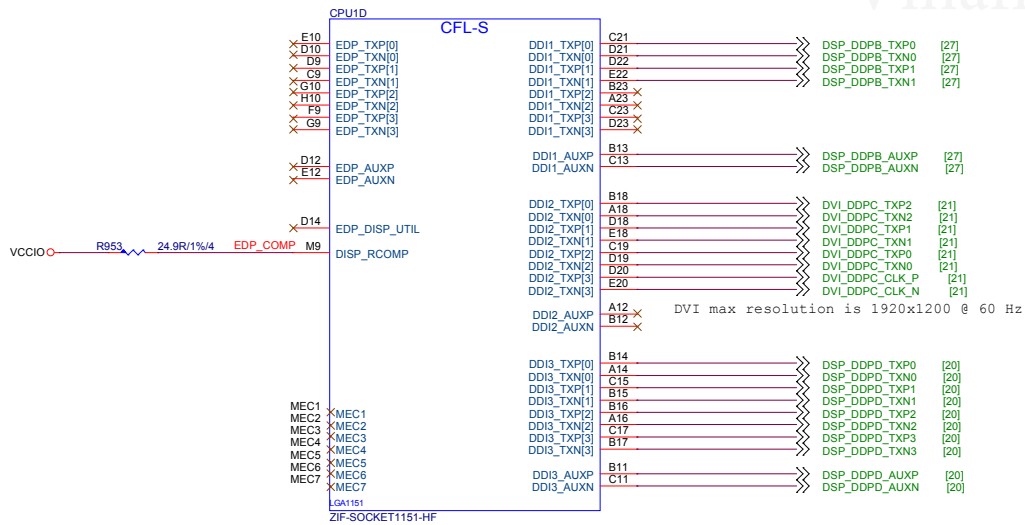 CPU1D
CFL-S
E10 EDP_TXP[0] DDI1_TXP[0] C21 DSP_DDPB_TXP0 [27]
D10 EDP_TXN[0] DDI1_TXN[0] D21 DSP_DDPB_TXN0 [27]
D9 EDP_TXP[1] DDI1_TXP[1] D22 DSP_DDPB_TXP1 [27]
C9 EDP_TXN[1] DDI1_TXN[1] E22 DSP_DDPB_TXN1 [27]
G10 EDP_TXP[2] DDI1_TXP[2] B23
H10 EDP_TXN[2] DDI1_TXN[2] A23
F9 EDP_TXP[3] DDI1_TXP[3] C23
G9 EDP_TXN[3] DDI1_TXN[3] D23
D12 EDP_AUXP DDI1_AUXP B13 DSP_DDPB_AUXP [27]
E12 EDP_AUXN DDI1_AUXN C13 DSP_DDPB_AUXN [27]
DDI2_TXP[0] B18 DVI_DDPC_TXP2 [21]
DDI2_TXN[0] A18 DVI_DDPC_TXN2 [21]
D14 EDP_DISP_UTIL DDI2_TXP[1] D18 DVI_DDPC_TXP1 [21]
DDI2_TXN[1] E18 DVI_DDPC_TXN1 [21]
VCCIO R953 24.9R/1%/4 EDP_COMP M9 DISP_RCOMP DDI2_TXP[2] C19 DVI_DDPC_TXP0 [21]
DDI2_TXN[2] D19 DVI_DDPC_TXN0 [21]
DDI2_TXP[3] D20 DVI_DDPC_CLK_P [21]
DDI2_TXN[3] E20 DVI_DDPC_CLK_N [21]
DDI2_AUXP A12 DVI max resolution is 1920x1200 @ 60 Hz
DDI2_AUXN B12
DDI3_TXP[0] B14 DSP_DDPD_TXP0 [20]
DDI3_TXN[0] A14 DSP_DDPD_TXN0 [20]
DDI3_TXP[1] C15 DSP_DDPD_TXP1 [20]
DDI3_TXN[1] B15 DSP_DDPD_TXN1 [20]
MEC1 MEC1 DDI3_TXP[2] B16 DSP_DDPD_TXP2 [20]
MEC2 MEC2 DDI3_TXN[2] A16 DSP_DDPD_TXN2 [20]
MEC3 MEC3 DDI3_TXP[3] C17 DSP_DDPD_TXP3 [20]
MEC4 MEC4 DDI3_TXN[3] B17 DSP_DDPD_TXN3 [20]
MEC5 MEC5
MEC6 MEC6 DDI3_AUXP B11 DSP_DDPD_AUXP [20]
MEC7 MEC7 DDI3_AUXN C11 DSP_DDPD_AUXN [20]
LGA1151
ZIF-SOCKET1151-HF